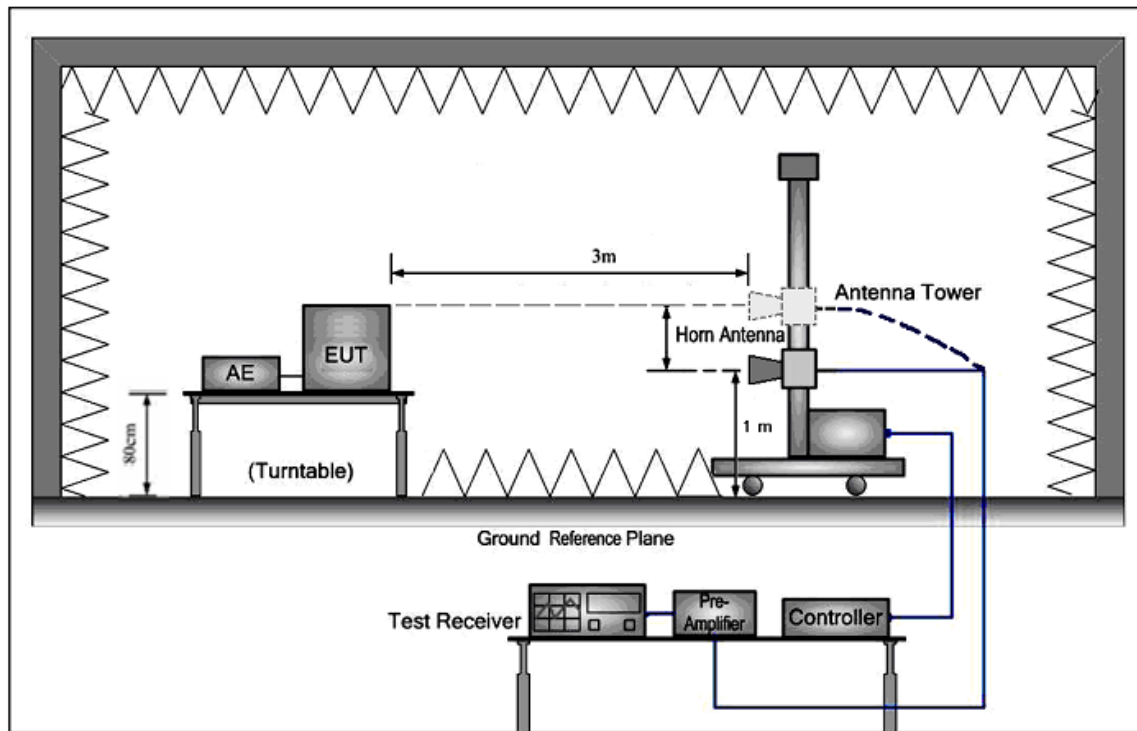 3m
Antenna Tower
Horn Antenna
EUT
AE
1 m
80cm
(Turntable)
Ground Reference Plane
Test Receiver
Pre-
Amplifier
Controller